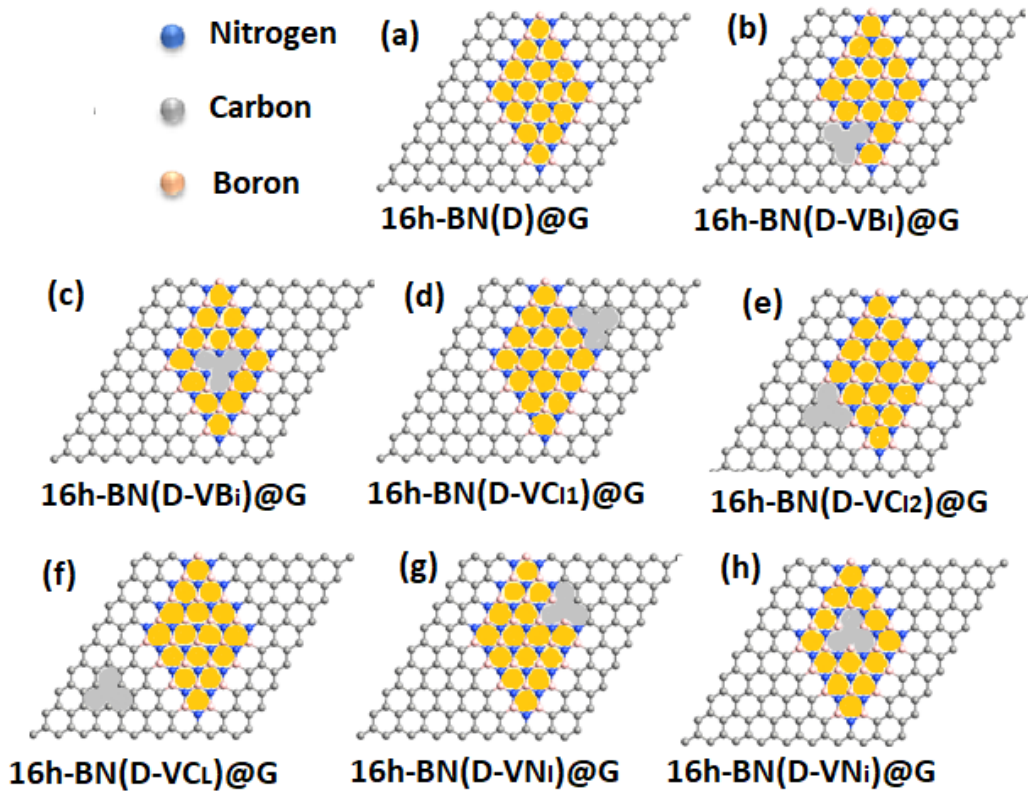 Nitrogen
Carbon
Boron
(a)
16h-BN(D)@G
(b)
16h-BN(D-VBI)@G
(c)
16h-BN(D-VBi)@G
(d)
16h-BN(D-VCI1)@G
(e)
16h-BN(D-VCI2)@G
(f)
16h-BN(D-VCL)@G
(g)
16h-BN(D-VNI)@G
(h)
16h-BN(D-VNi)@G